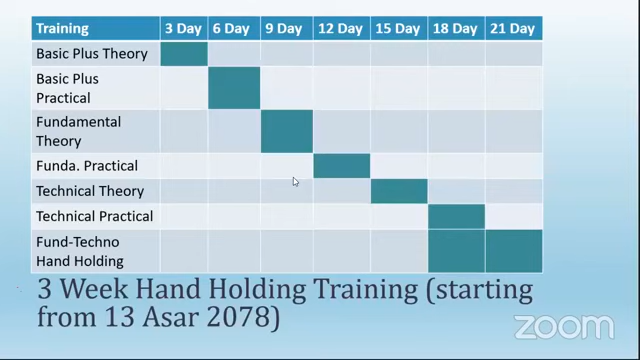 Training 3 Day 6 Day 9 Day 12 Day 15 Day 18 Day 21 Day
Basic Plus Theory
Basic Plus
Practical
Fundamental
Theory
Funda. Practical
Technical Theory
Technical Practical
Fund-Techno
Hand Holding
3 Week Hand Holding Training (starting
from 13 Asar 2078)
zoom